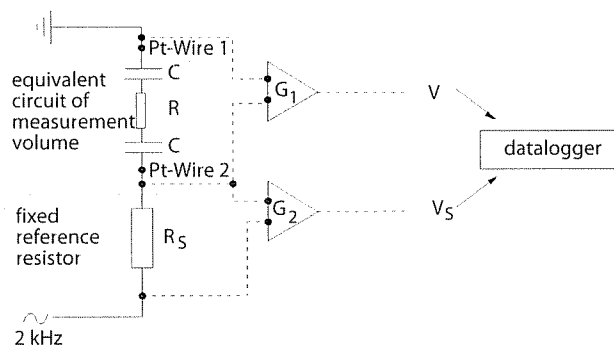 Pt-Wire 1
C
equivalent
circuit of
measurement
volume
R
C
Pt-Wire 2
G1
V
datalogger
fixed
reference
resistor
RS
G2
VS
2 kHz